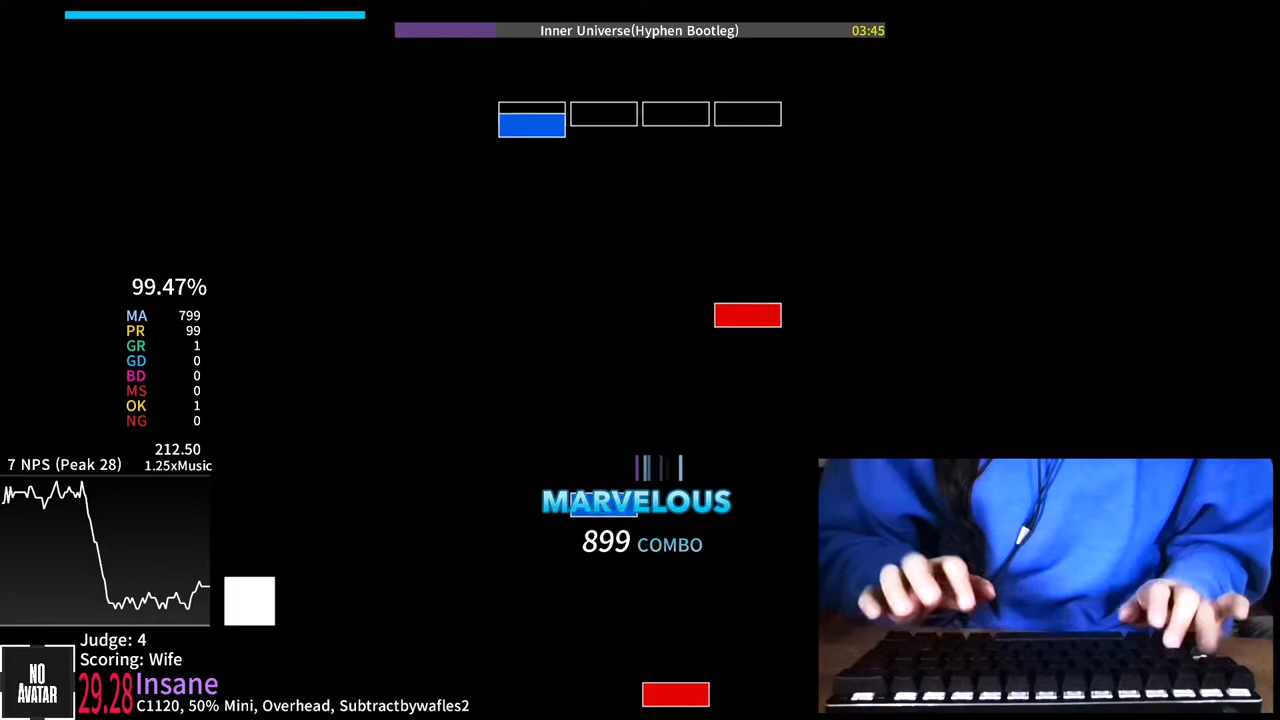 Inner Universe(Hyphen Bootleg) 03:45
99.47%
MA 799
PR 99
GR 1
GD 0
BD 0
MS 0
OK 1
NG 0
212.50
7 NPS (Peak 28) 1.25xMusic
MARVELOUS
899 COMBO
Judge: 4
Scoring: Wife
NO AVATAR
29.28 Insane
C1120, 50% Mini, Overhead, Subtractbywafles2